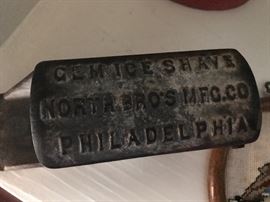 GEM ICE SHAVE
NORTH BRO'S MFG. CO
PHILADELPHIA